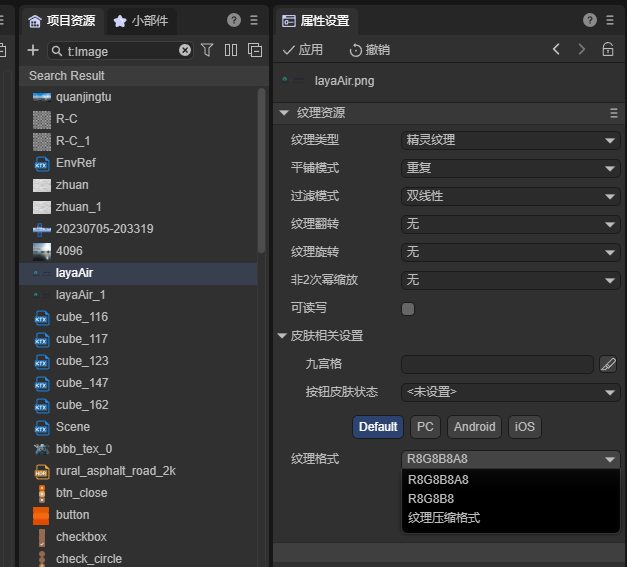 项目资源
小部件
t:Image
Search Result
quanjingtu
R-C
R-C_1
EnvRef
zhuan
zhuan_1
20230705-203319
4096
layaAir
layaAir_1
cube_116
cube_117
cube_123
cube_147
cube_162
Scene
bbb_tex_0
rural_asphalt_road_2k
btn_close
button
checkbox
check_circle
属性设置
应用 撤销
layaAir.png
纹理资源
纹理类型 精灵纹理
平铺模式 重复
过滤模式 双线性
纹理翻转 无
纹理旋转 无
非2次幂缩放 无
可读写
皮肤相关设置
九宫格
按钮皮肤状态 <未设置>
Default PC Android iOS
纹理格式 R8G8B8A8
R8G8B8A8
R8G8B8
纹理压缩格式